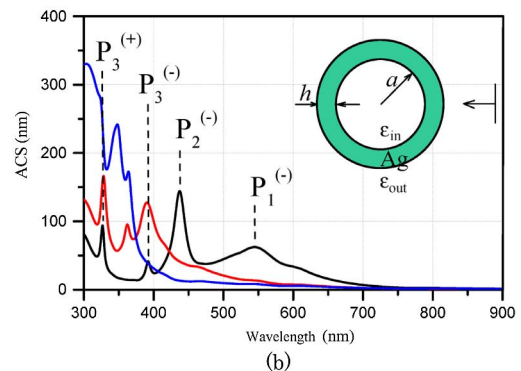 (b)
400
300
200
100
0
ACS (nm)
P3(+)
P3(-)
P2(-)
P1(-)
h
a
εin
Ag
εout
300 400 500 600 700 800 900
Wavelength (nm)
(b)